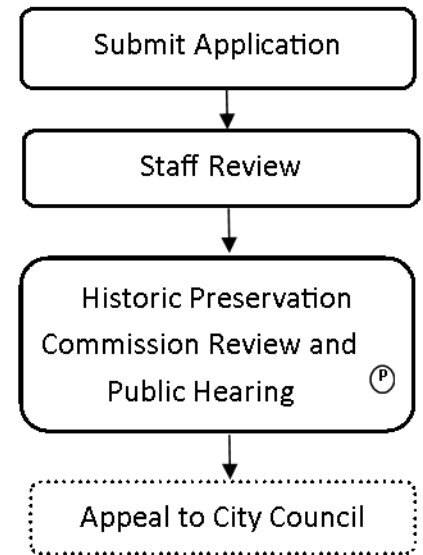 Submit Application
Staff Review
Historic Preservation
Commission Review and
Public Hearing
P
Appeal to City Council